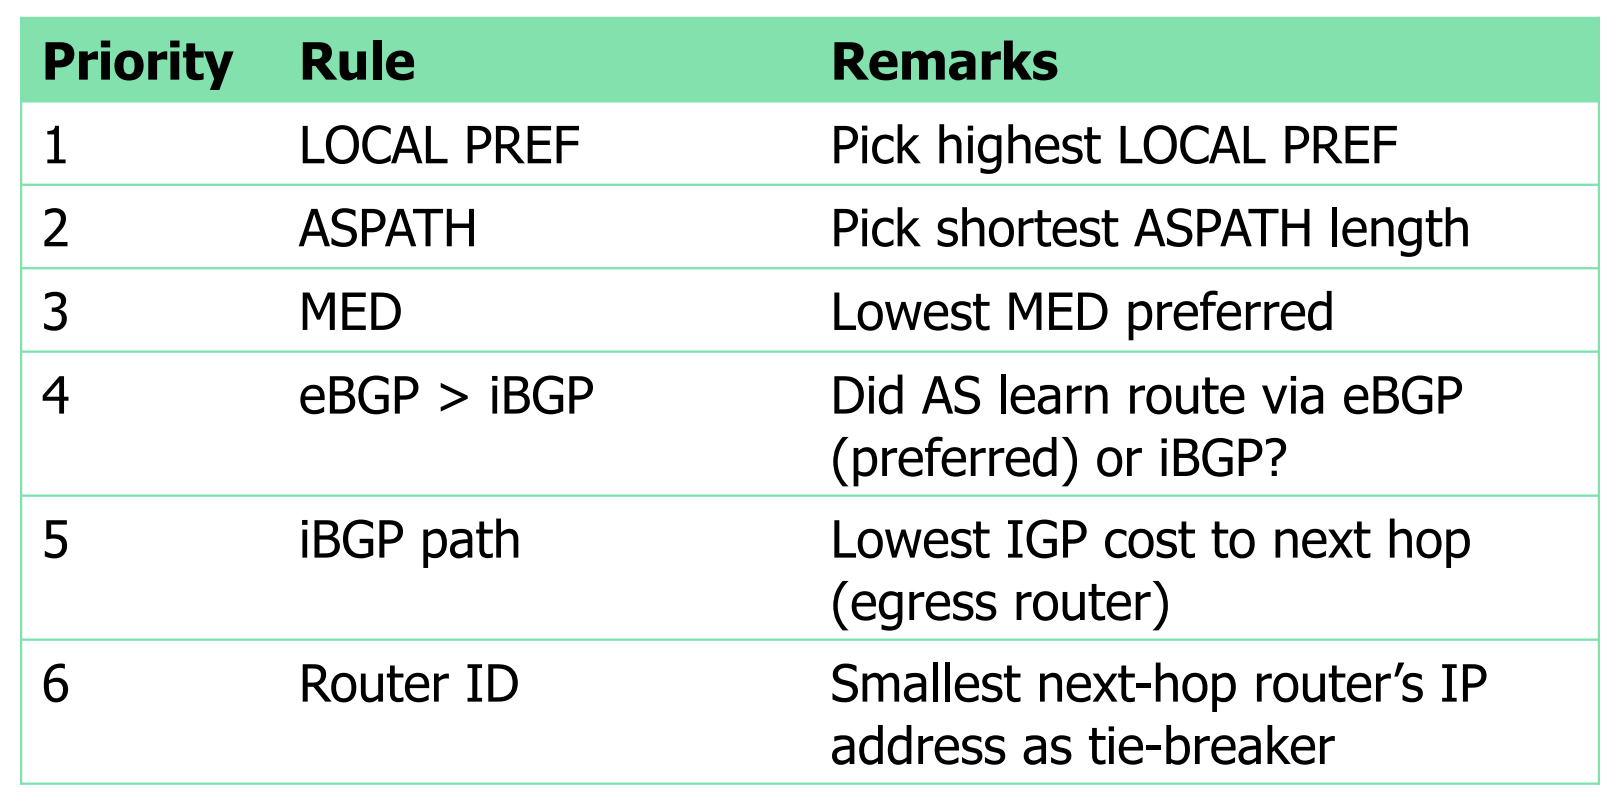 Priority Rule Remarks
1 LOCAL PREF Pick highest LOCAL PREF
2 ASPATH Pick shortest ASPATH length
3 MED Lowest MED preferred
4 eBGP > iBGP Did AS learn route via eBGP
(preferred) or iBGP?
5 iBGP path Lowest IGP cost to next hop
(egress router)
6 Router ID Smallest next-hop router’s IP
address as tie-breaker